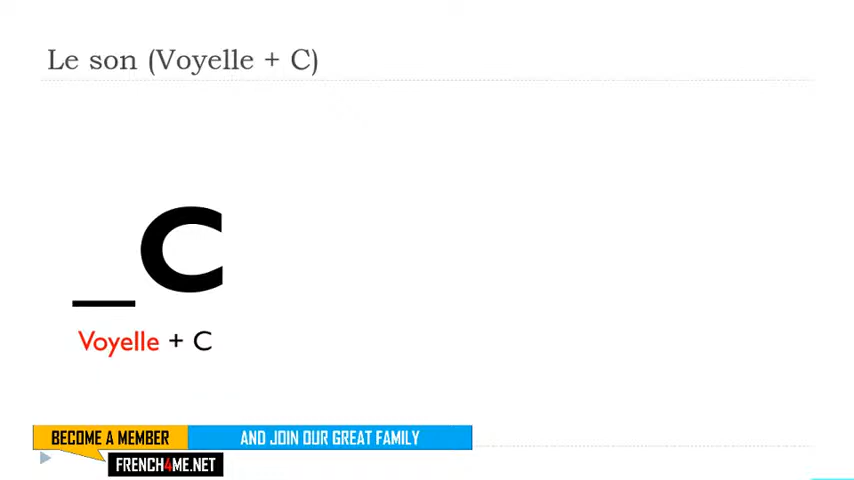 Le son (Voyelle + C)
_C
Voyelle + C
BECOME A MEMBER AND JOIN OUR GREAT FAMILY
FRENCH4ME.NET